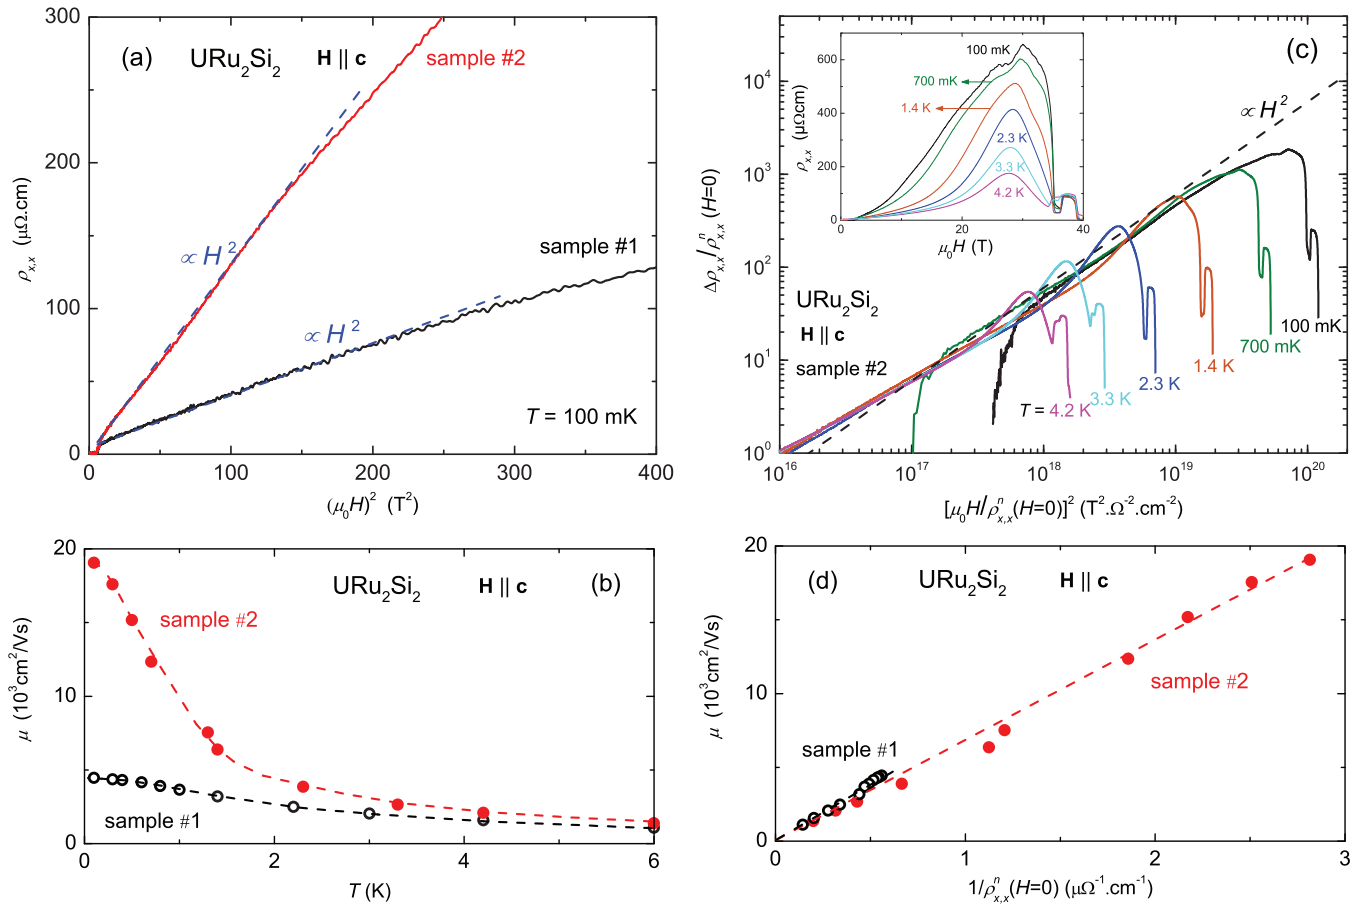 (a)
URu₂Si₂
H || c
sample #2
∝ H²
sample #1
∝ H²
T = 100 mK
300
200
100
0
0
100
200
300
400
ρx,x (μΩ.cm)
(μ₀H)² (T²)
(c)
100 mK
700 mK
1.4 K
2.3 K
3.3 K
4.2 K
600
400
200
0
0
20
40
ρx,x (μΩcm)
μ₀H (T)
∝ H²
URu₂Si₂
H || c
sample #2
T = 4.2 K
3.3 K
2.3 K
1.4 K
700 mK
100 mK
10⁴
10³
10²
10¹
10⁰
10¹⁶
10¹⁷
10¹⁸
10¹⁹
10²⁰
Δρx,x/ρⁿx,x(H=0)
[μ₀H/ρⁿx,x(H=0)]² (T².Ω⁻².cm⁻²)
URu₂Si₂
H || c
(b)
sample #2
sample #1
20
10
0
0
2
4
6
μ (10³cm²/Vs)
T (K)
(d)
URu₂Si₂
H || c
sample #2
sample #1
20
10
0
0
1
2
3
μ (10³cm²/Vs)
1/ρⁿx,x(H=0) (μΩ⁻¹.cm⁻¹)